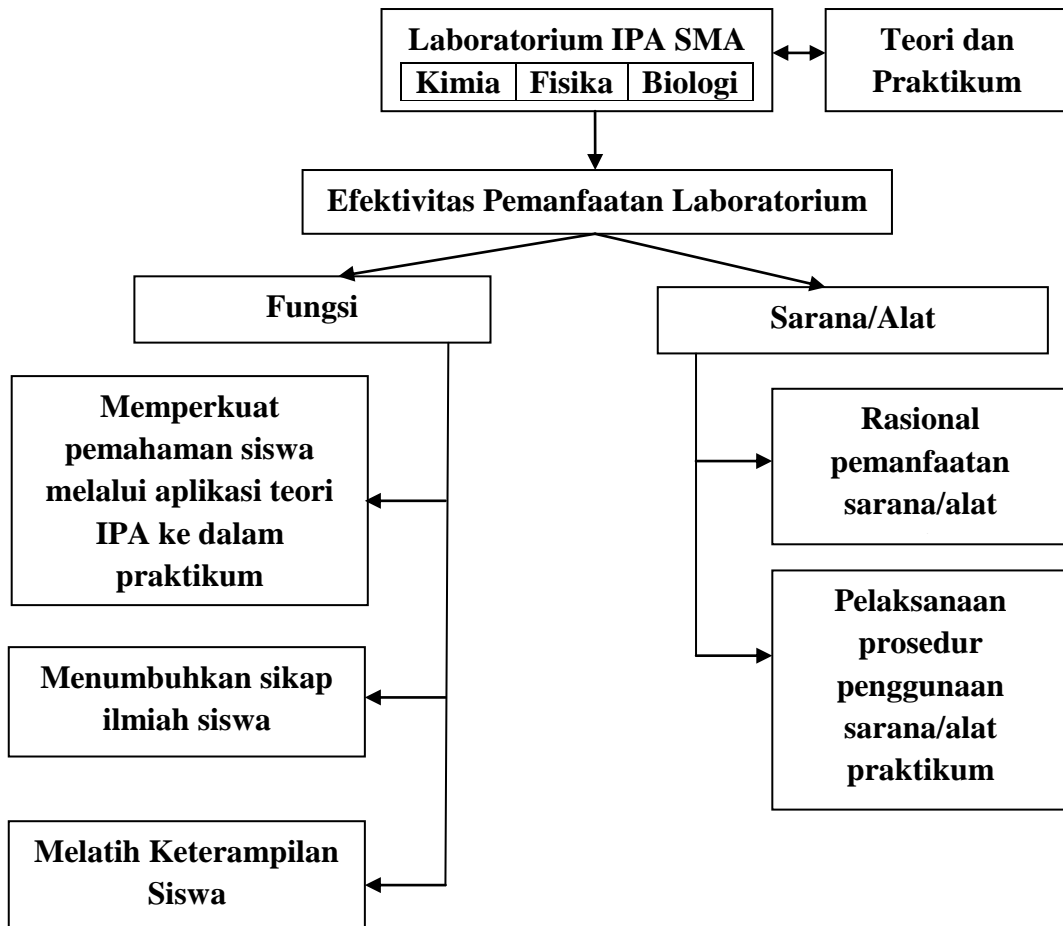 Laboratorium IPA SMA
Kimia Fisika Biologi
Teori dan
Praktikum
Efektivitas Pemanfaatan Laboratorium
Fungsi
Sarana/Alat
Memperkuat
pemahaman siswa
melalui aplikasi teori
IPA ke dalam
praktikum
Menumbuhkan sikap
ilmiah siswa
Melatih Keterampilan
Siswa
Rasional
pemanfaatan
sarana/alat
Pelaksanaan
prosedur
penggunaan
sarana/alat
praktikum